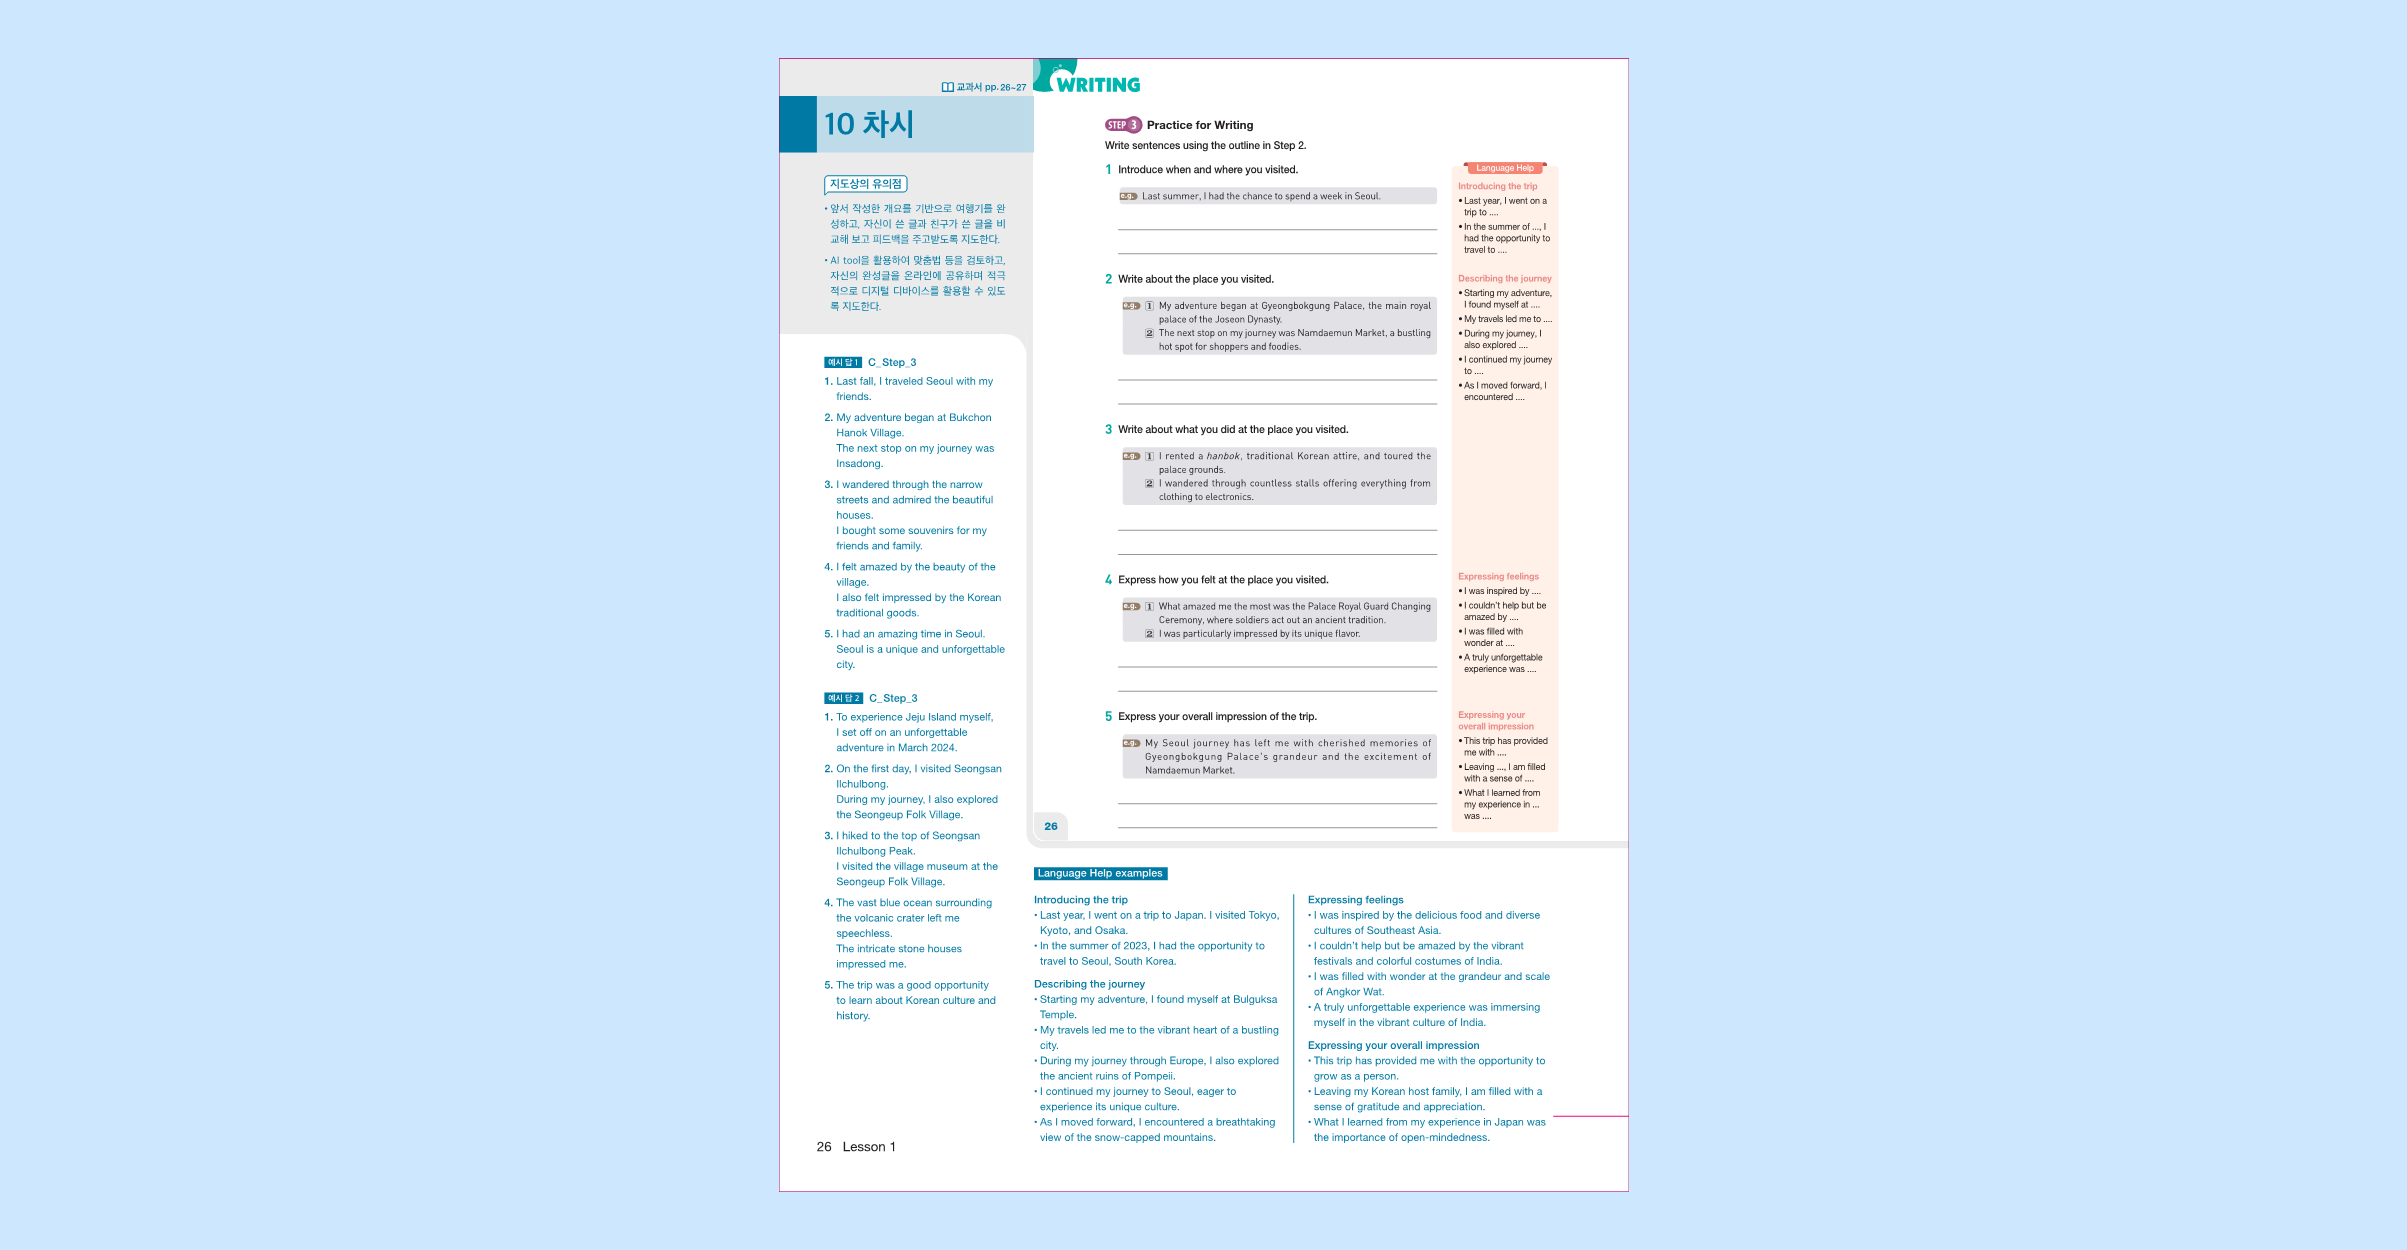 교과서 pp. 26~27
10 차시
지도상의 유의점
• 앞서 작성한 개요를 기반으로 여행기를 완
성하고, 자신이 쓴 글과 친구가 쓴 글을 비
교해 보고 피드백을 주고받도록 지도한다.
• AI tool을 활용하여 맞춤법 등을 검토하고,
자신의 완성글을 온라인에 공유하며 적극
적으로 디지털 디바이스를 활용할 수 있도
록 지도한다.
예시 답 1 C_Step_3
1. Last fall, I traveled Seoul with my
friends.
2. My adventure began at Bukchon
Hanok Village.
The next stop on my journey was
Insadong.
3. I wandered through the narrow
streets and admired the beautiful
houses.
I bought some souvenirs for my
friends and family.
4. I felt amazed by the beauty of the
village.
I also felt impressed by the Korean
traditional goods.
5. I had an amazing time in Seoul.
Seoul is a unique and unforgettable
city.
예시 답 2 C_Step_3
1. To experience Jeju Island myself,
I set off on an unforgettable
adventure in March 2024.
2. On the first day, I visited Seongsan
Ilchulbong.
During my journey, I also explored
the Seongeup Folk Village.
3. I hiked to the top of Seongsan
Ilchulbong Peak.
I visited the village museum at the
Seongeup Folk Village.
4. The vast blue ocean surrounding
the volcanic crater left me
speechless.
The intricate stone houses
impressed me.
5. The trip was a good opportunity
to learn about Korean culture and
history.
WRITING
STEP 3 Practice for Writing
Write sentences using the outline in Step 2.
1 Introduce when and where you visited.
e.g. Last summer, I had the chance to spend a week in Seoul.
2 Write about the place you visited.
e.g. 1 My adventure began at Gyeongbokgung Palace, the main royal
palace of the Joseon Dynasty.
2 The next stop on my journey was Namdaemun Market, a bustling
hot spot for shoppers and foodies.
3 Write about what you did at the place you visited.
e.g. 1 I rented a hanbok, traditional Korean attire, and toured the
palace grounds.
2 I wandered through countless stalls offering everything from
clothing to electronics.
4 Express how you felt at the place you visited.
e.g. 1 What amazed me the most was the Palace Royal Guard Changing
Ceremony, where soldiers act out an ancient tradition.
2 I was particularly impressed by its unique flavor.
5 Express your overall impression of the trip.
e.g. My Seoul journey has left me with cherished memories of
Gyeongbokgung Palace's grandeur and the excitement of
Namdaemun Market.
26
Language Help
Introducing the trip
• Last year, I went on a
trip to ....
• In the summer of ..., I
had the opportunity to
travel to ....
Describing the journey
• Starting my adventure,
I found myself at ....
• My travels led me to ....
• During my journey, I
also explored ....
• I continued my journey
to ....
• As I moved forward, I
encountered ....
Expressing feelings
• I was inspired by ....
• I couldn't help but be
amazed by ....
• I was filled with
wonder at ....
• A truly unforgettable
experience was ....
Expressing your
overall impression
• This trip has provided
me with ....
• Leaving ..., I am filled
with a sense of ....
• What I learned from
my experience in ...
was ....
Language Help examples
Introducing the trip
• Last year, I went on a trip to Japan. I visited Tokyo,
Kyoto, and Osaka.
• In the summer of 2023, I had the opportunity to
travel to Seoul, South Korea.
Describing the journey
• Starting my adventure, I found myself at Bulguksa
Temple.
• My travels led me to the vibrant heart of a bustling
city.
• During my journey through Europe, I also explored
the ancient ruins of Pompeii.
• I continued my journey to Seoul, eager to
experience its unique culture.
• As I moved forward, I encountered a breathtaking
view of the snow-capped mountains.
Expressing feelings
• I was inspired by the delicious food and diverse
cultures of Southeast Asia.
• I couldn't help but be amazed by the vibrant
festivals and colorful costumes of India.
• I was filled with wonder at the grandeur and scale
of Angkor Wat.
• A truly unforgettable experience was immersing
myself in the vibrant culture of India.
Expressing your overall impression
• This trip has provided me with the opportunity to
grow as a person.
• Leaving my Korean host family, I am filled with a
sense of gratitude and appreciation.
• What I learned from my experience in Japan was
the importance of open-mindedness.
26 Lesson 1